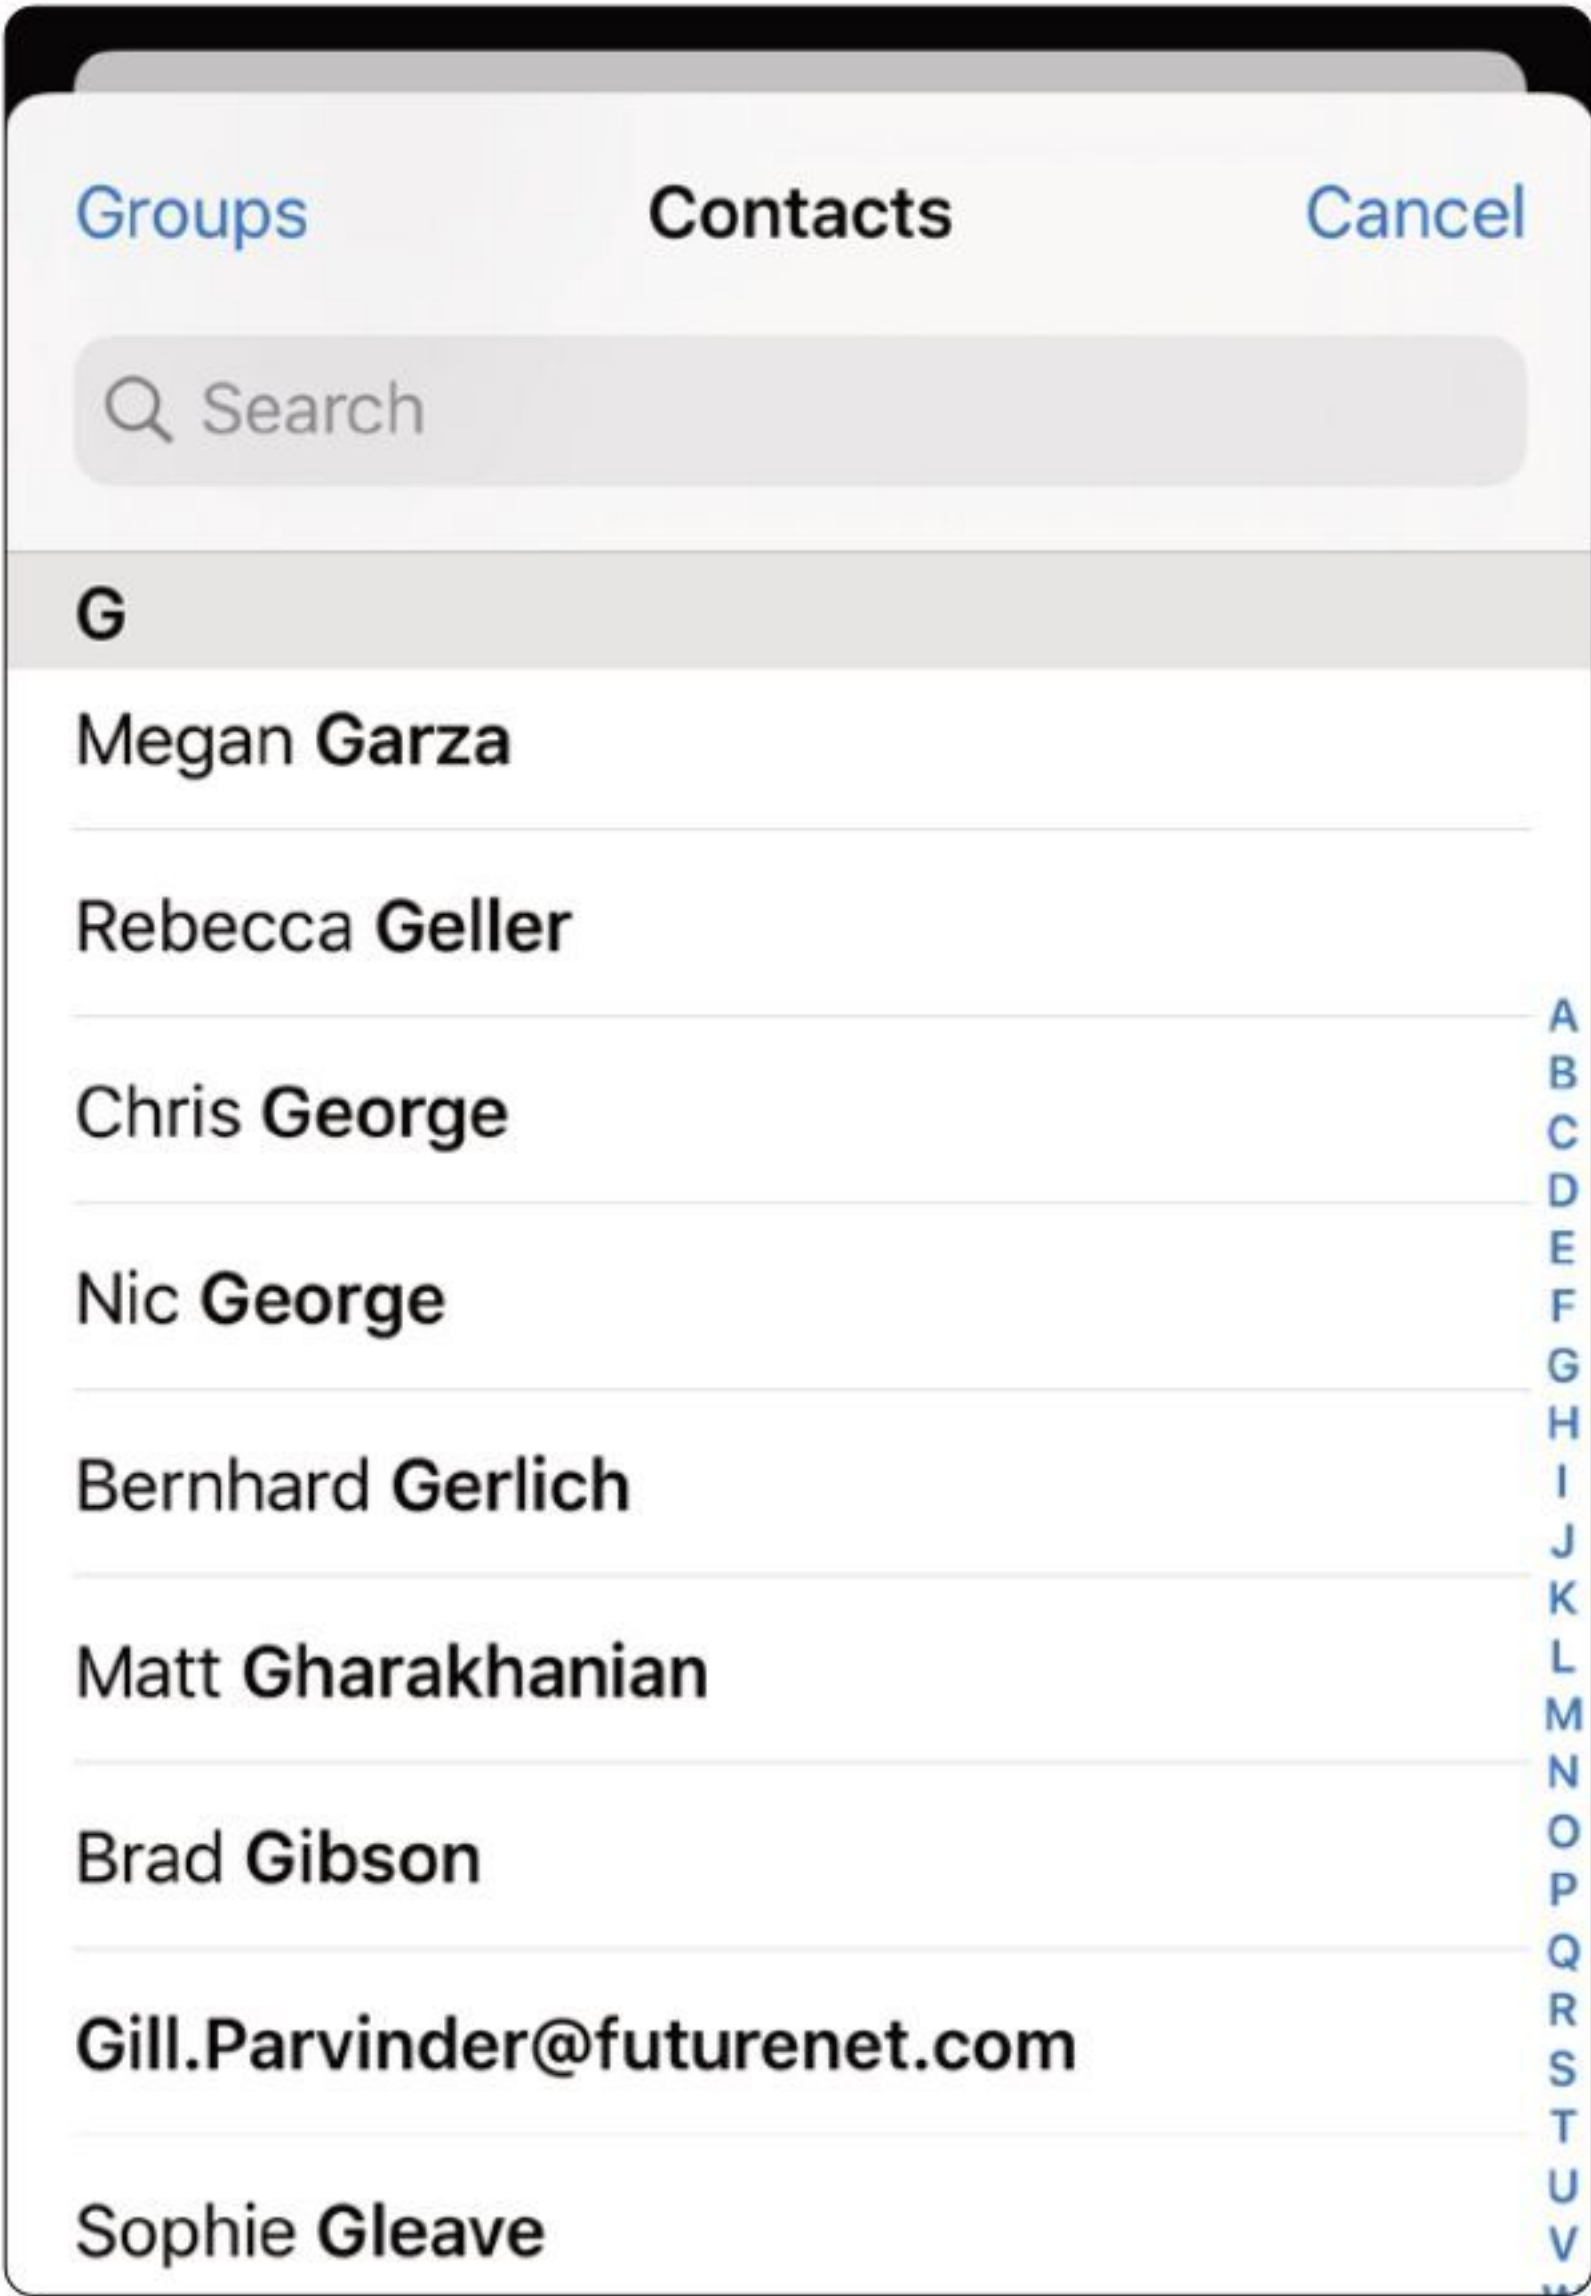 Groups Contacts Cancel
Search
G
Megan Garza
Rebecca Geller
Chris George
Nic George
Bernhard Gerlich
Matt Gharakhanian
Brad Gibson
Gill.Parvinder@futurenet.com
Sophie Gleave
A
B
C
D
E
F
G
H
I
J
K
L
M
N
O
P
Q
R
S
T
U
V